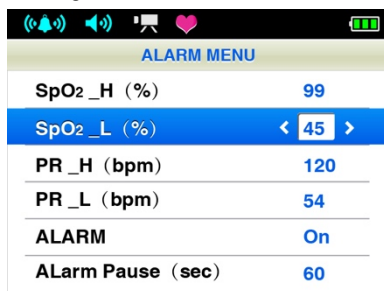 ALARM MENU
SpO2 _H (%) 99
SpO2 _L (%) < 45 >
PR _H (bpm) 120
PR _L (bpm) 54
ALARM On
ALarm Pause (sec) 60